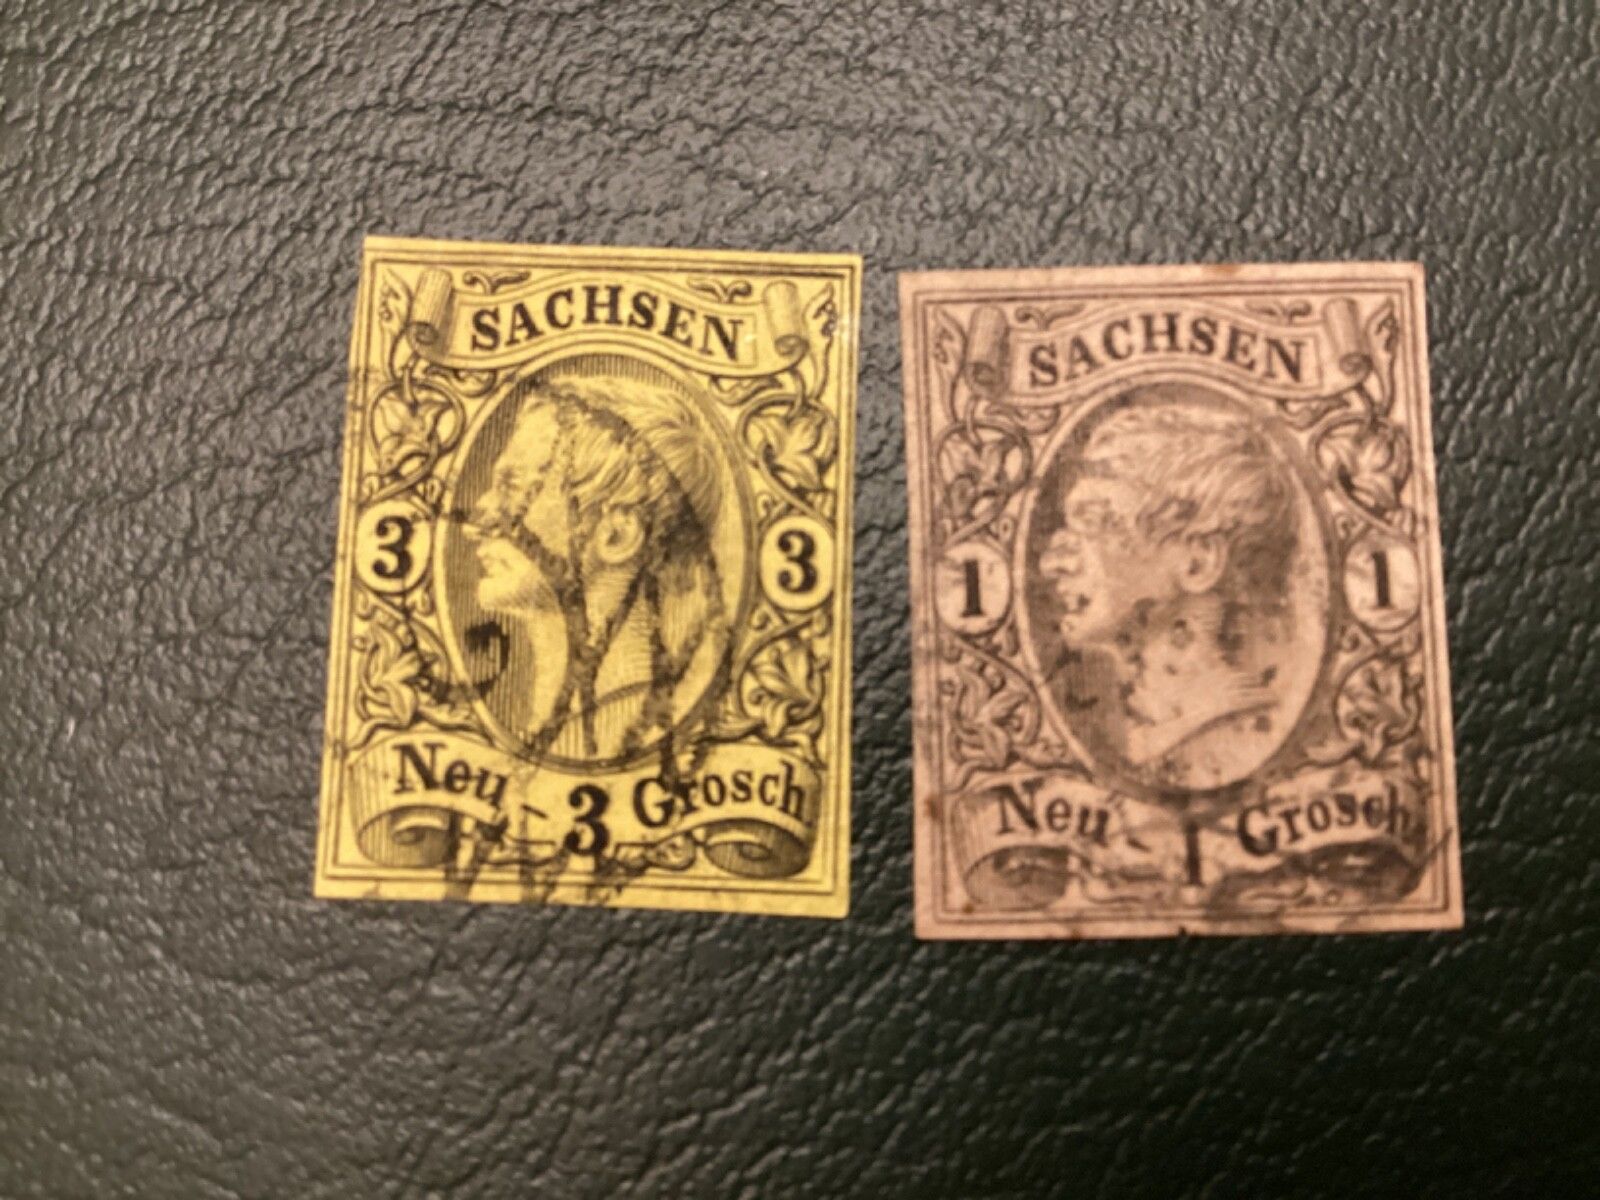 SACHSEN
3 3
Neu - 3 Grosch
SACHSEN
1 1
Neu - 1 Grosch